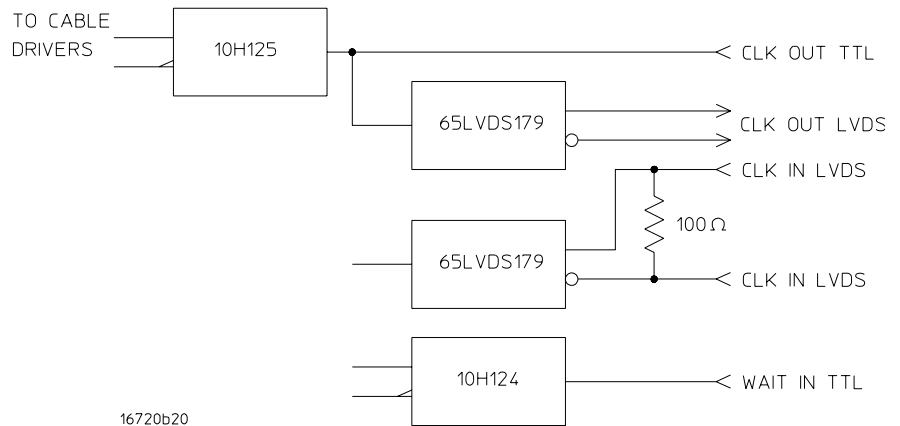 TO CABLE
DRIVERS
10H125
CLK OUT TTL
65LVDS179
CLK OUT LVDS
CLK IN LVDS
100Ω
65LVDS179
CLK IN LVDS
10H124
WAIT IN TTL
16720b20